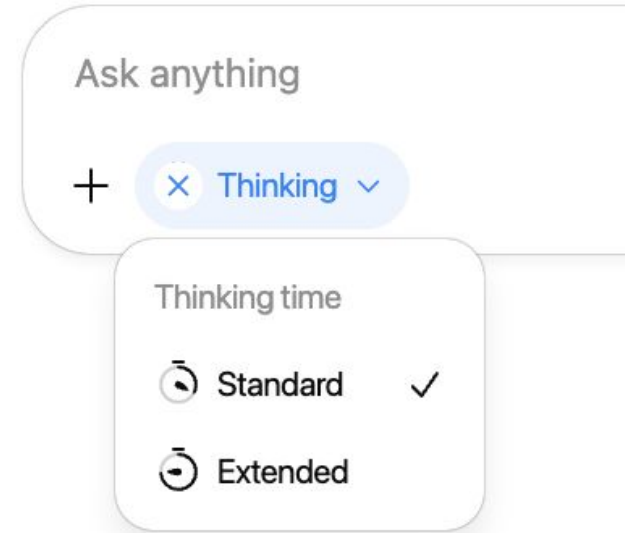 Ask anything
Thinking
Thinking time
Standard
Extended